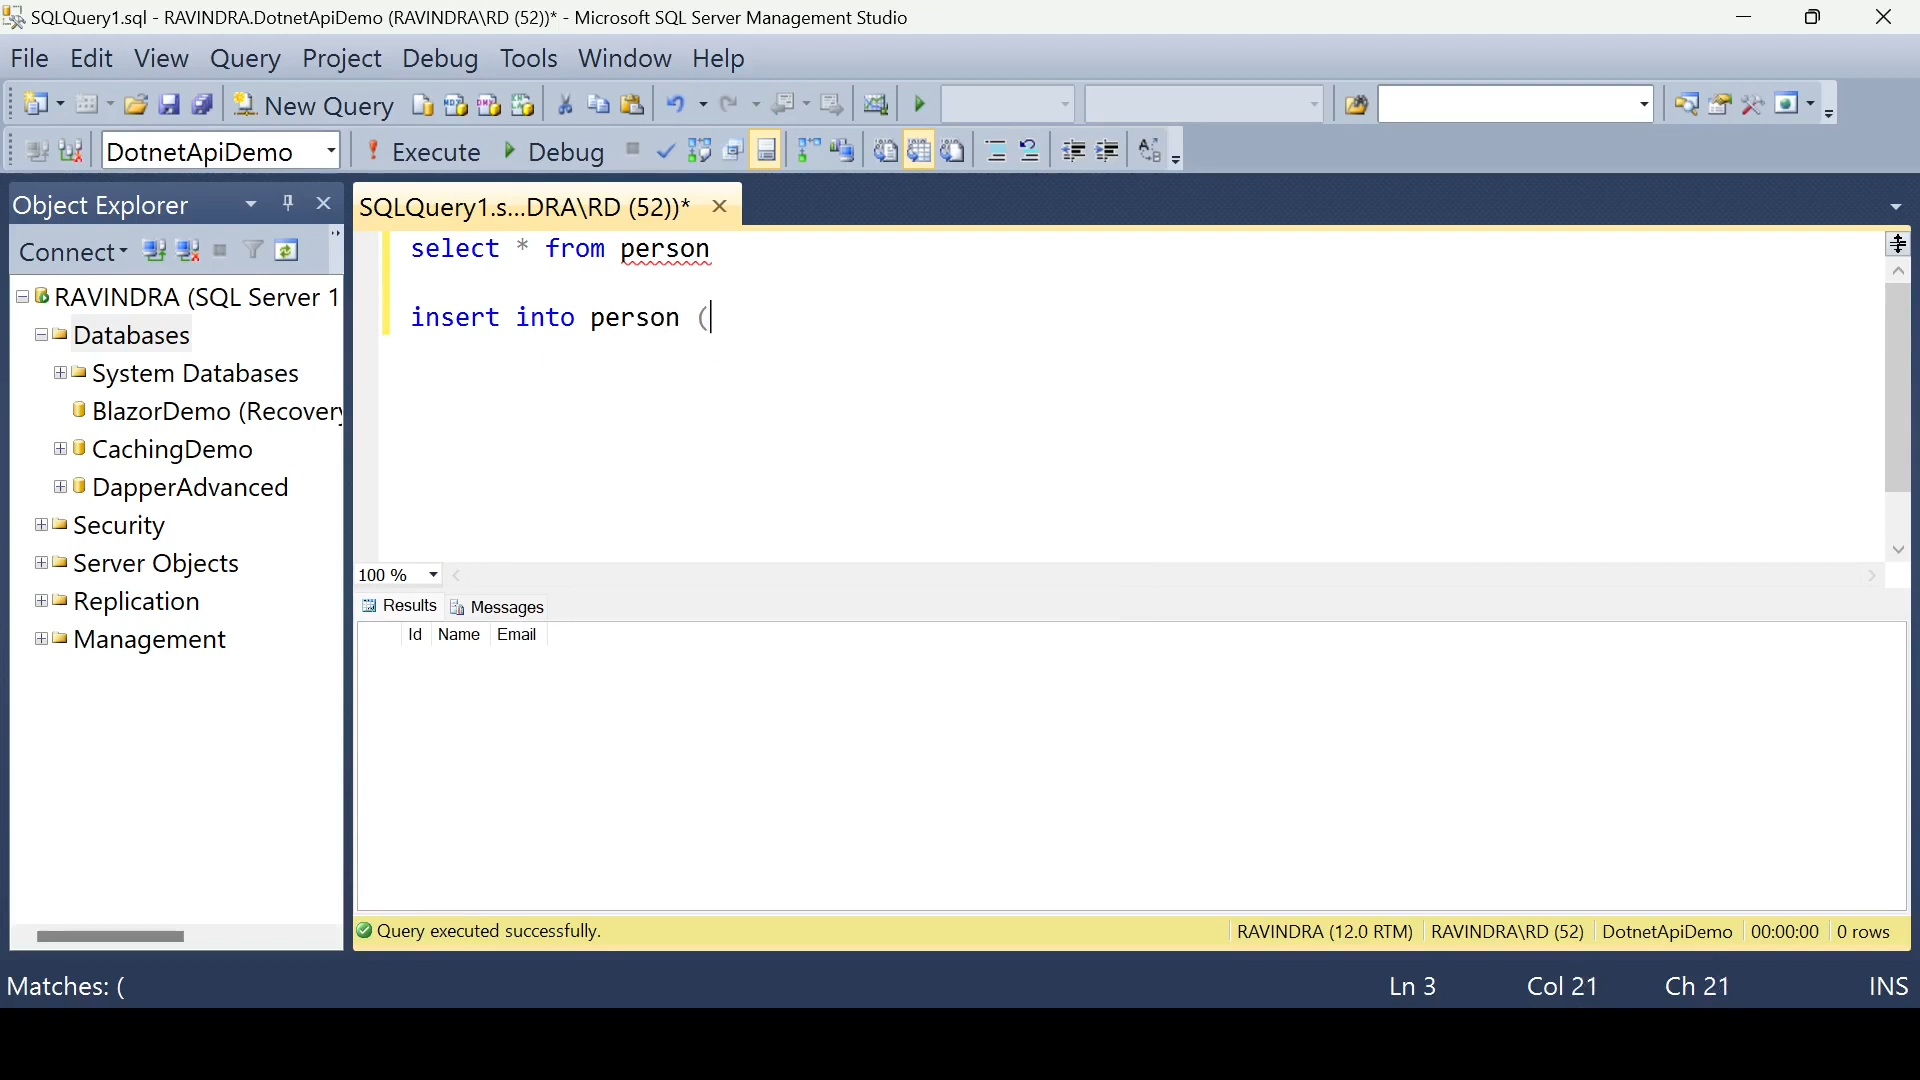 SQLQuery1.sql - RAVINDRA.DotnetApiDemo (RAVINDRA\RD (52))* - Microsoft SQL Server Management Studio
File Edit View Query Project Debug Tools Window Help
New Query
DotnetApiDemo Execute Debug
Object Explorer
SQLQuery1.s...DRA\RD (52))*
Connect
RAVINDRA (SQL Server 1
Databases
System Databases
BlazorDemo (Recovery
CachingDemo
DapperAdvanced
Security
Server Objects
Replication
Management
select * from person
insert into person (
100 %
Results Messages
Id Name Email
Query executed successfully.
RAVINDRA (12.0 RTM) RAVINDRA\RD (52) DotnetApiDemo 00:00:00 0 rows
Matches: ( Ln 3 Col 21 Ch 21 INS